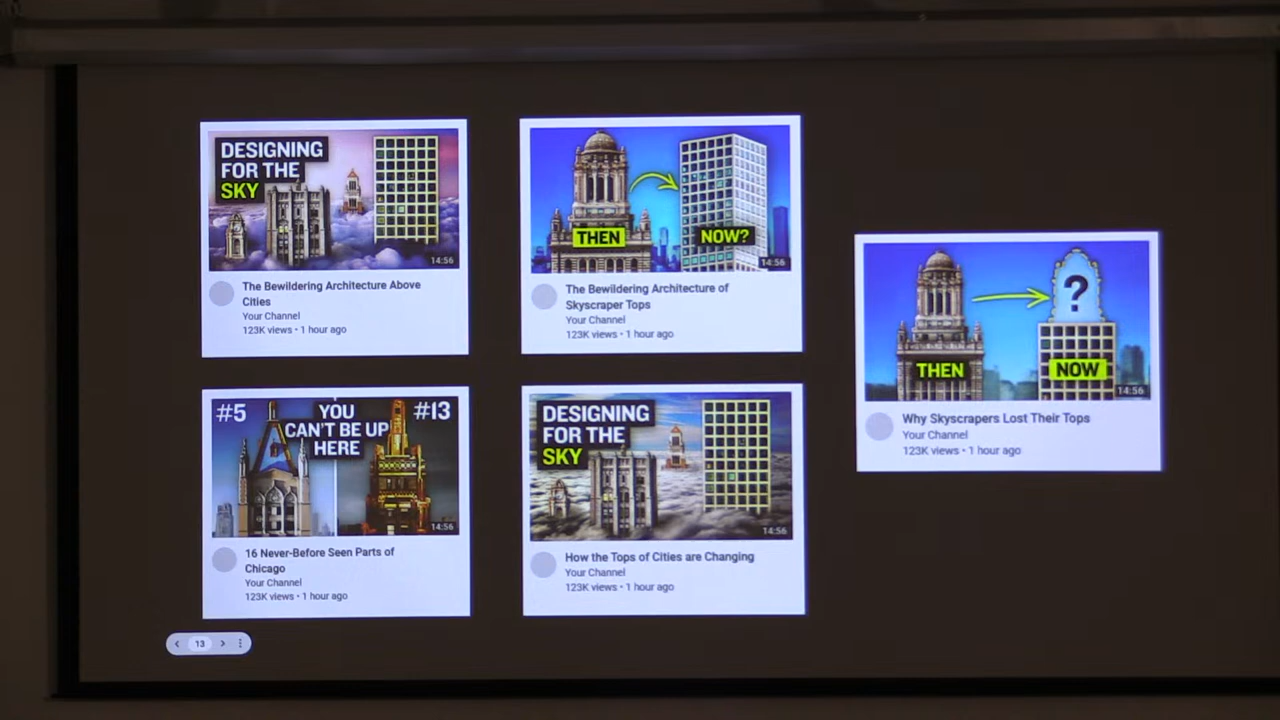 DESIGNING
FOR THE
SKY
14:56
The Bewildering Architecture Above
Cities
Your Channel
123K views • 1 hour ago
THEN
NOW?
14:56
The Bewildering Architecture of
Skyscraper Tops
Your Channel
123K views • 1 hour ago
#5
YOU
CAN'T BE UP
HERE
#13
14:56
16 Never-Before Seen Parts of
Chicago
Your Channel
123K views • 1 hour ago
DESIGNING
FOR THE
SKY
14:56
How the Tops of Cities are Changing
Your Channel
123K views • 1 hour ago
?
THEN
NOW
14:56
Why Skyscrapers Lost Their Tops
Your Channel
123K views • 1 hour ago
13